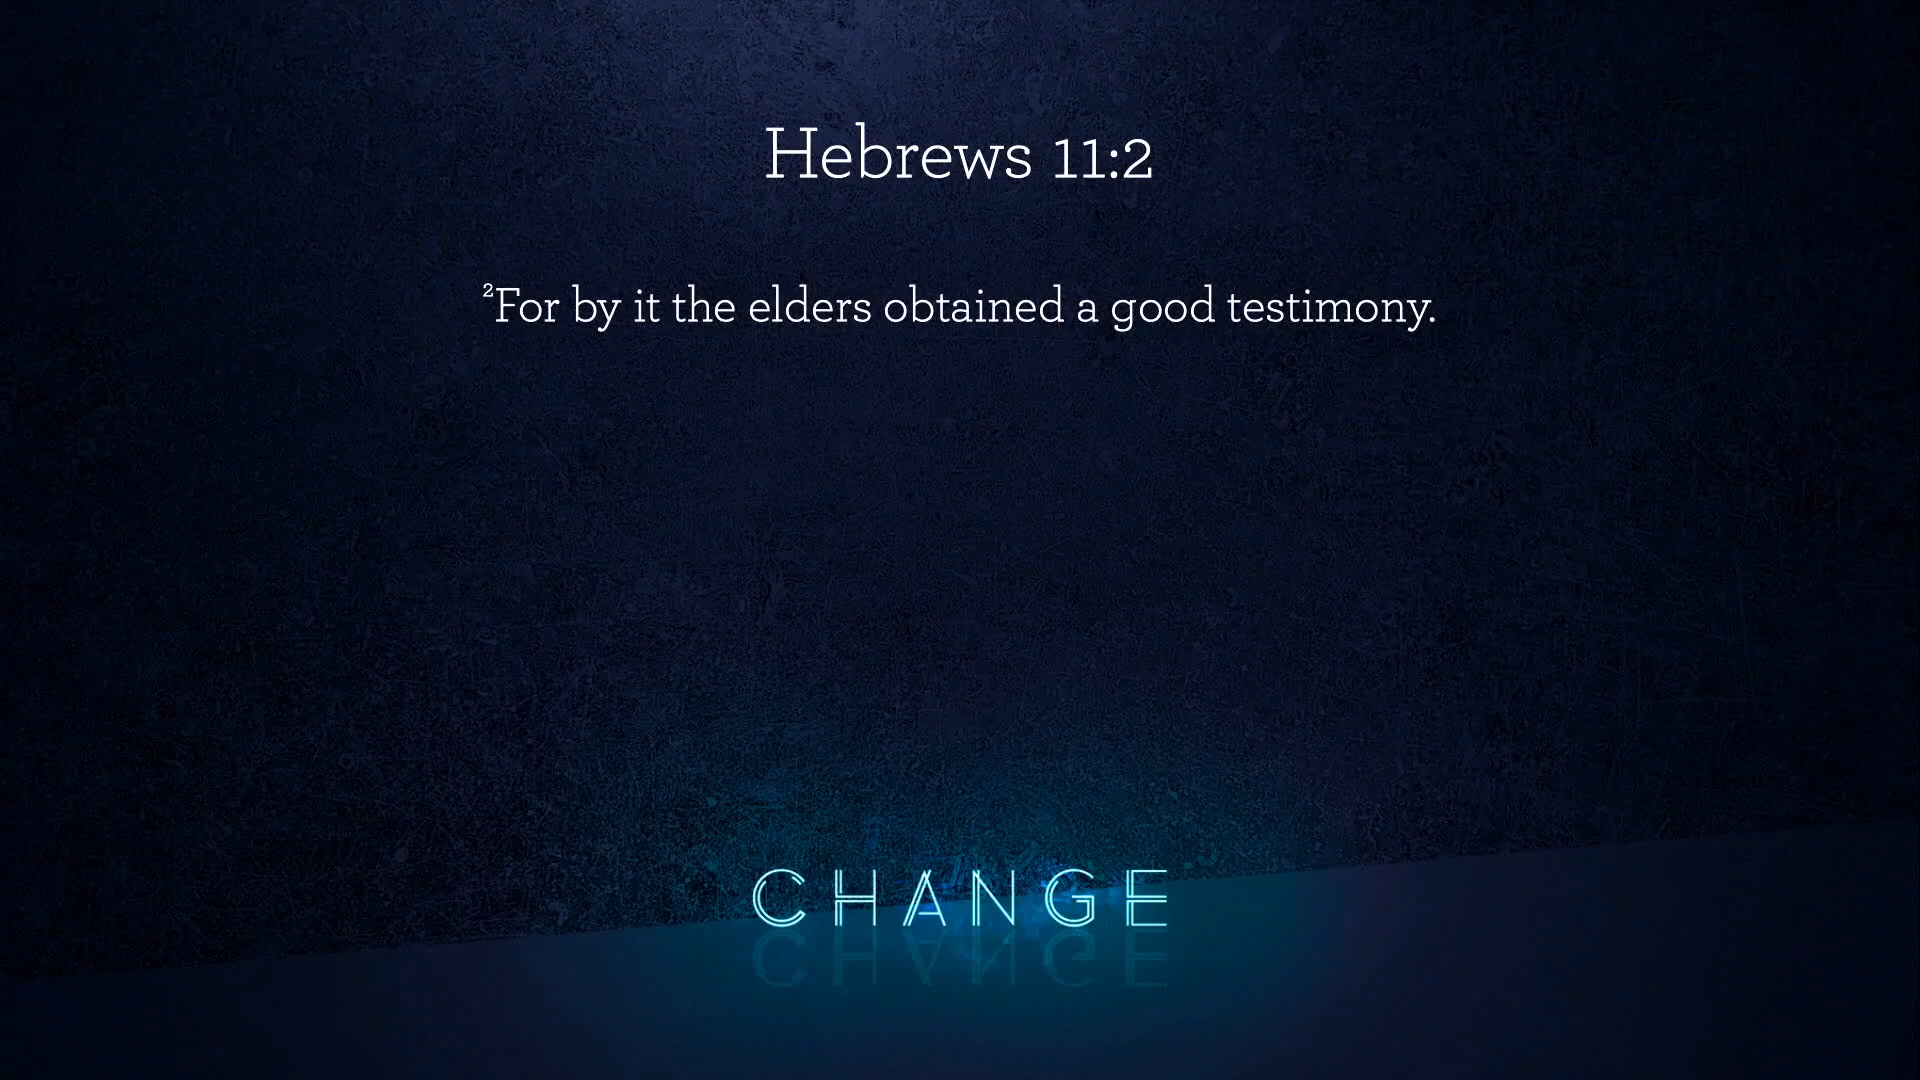 Hebrews 11:2
²For by it the elders obtained a good testimony.
CHANGE